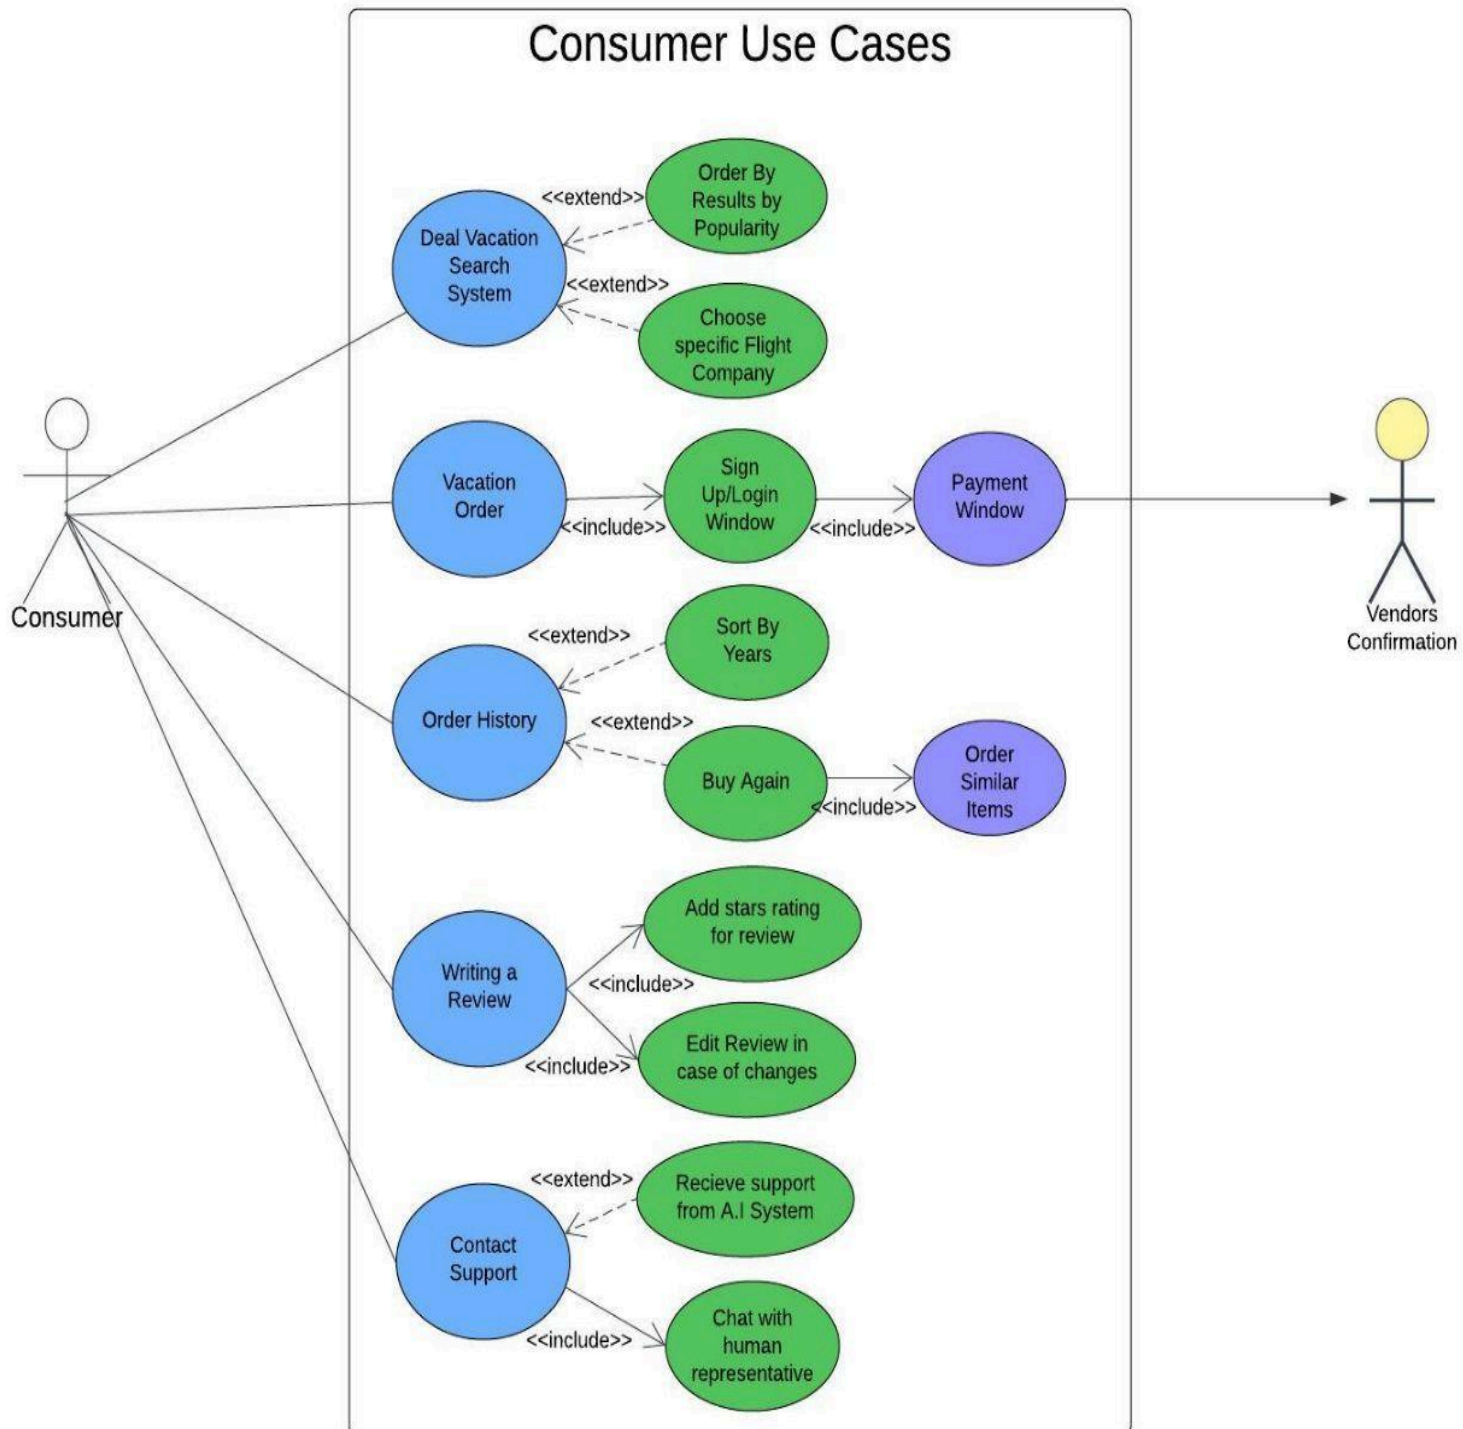 Consumer Use Cases
Order By
Results by
Popularity
<<extend>>
Deal Vacation
Search
System
<<extend>>
Choose
specific Flight
Company
Vacation
Order
<<include>>
Sign
Up/Login
Window
<<include>>
Payment
Window
Consumer
Vendors
Confirmation
<<extend>>
Sort By
Years
Order History
<<extend>>
Buy Again
<<include>>
Order
Similar
Items
Add stars rating
for review
Writing a
Review
<<include>>
Edit Review in
case of changes
<<include>>
<<extend>>
Recieve support
from A.I System
Contact
Support
<<include>>
Chat with
human
representative